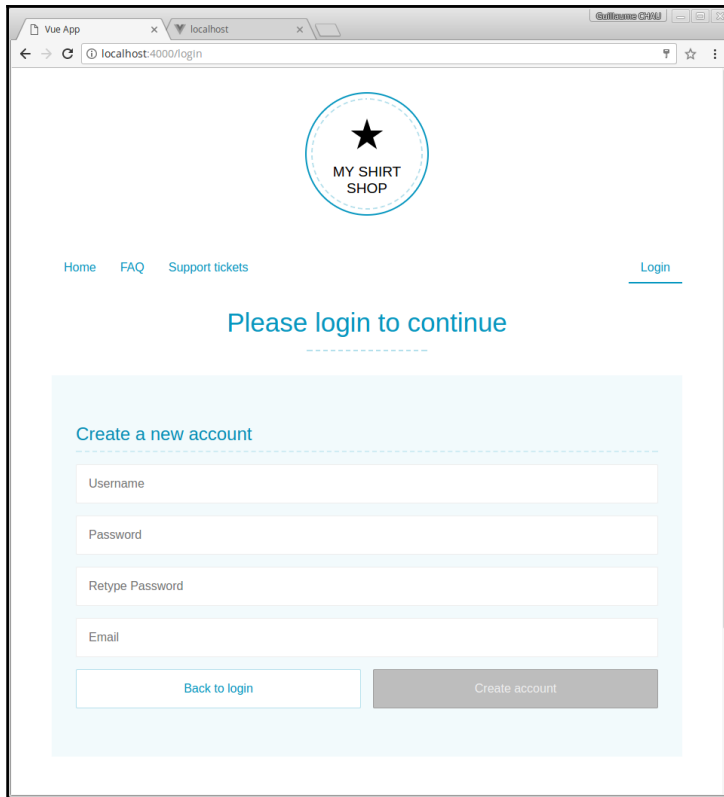 Guillaume CHAU
Vue App
localhost
localhost:4000/login
MY SHIRT
SHOP
Home FAQ Support tickets Login
Please login to continue
Create a new account
Username
Password
Retype Password
Email
Back to login Create account